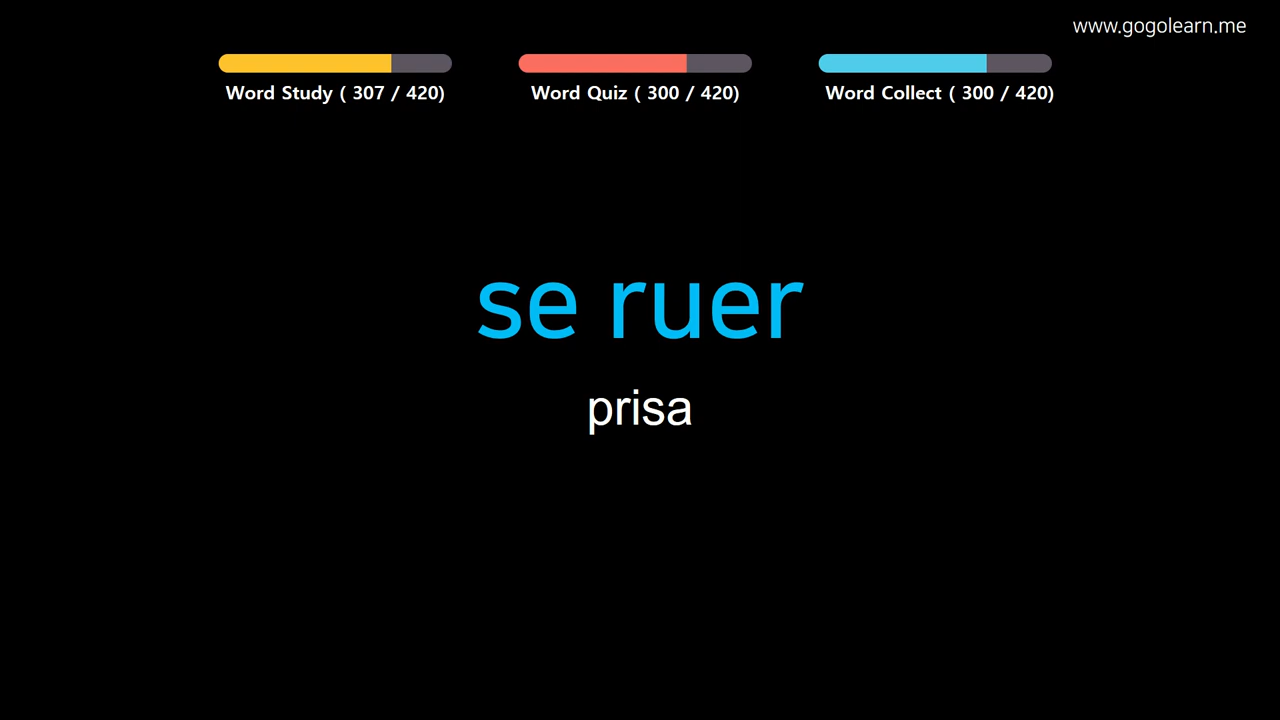 www.gogolearn.me
Word Study ( 307 / 420)
Word Quiz ( 300 / 420)
Word Collect ( 300 / 420)
se ruer
prisa